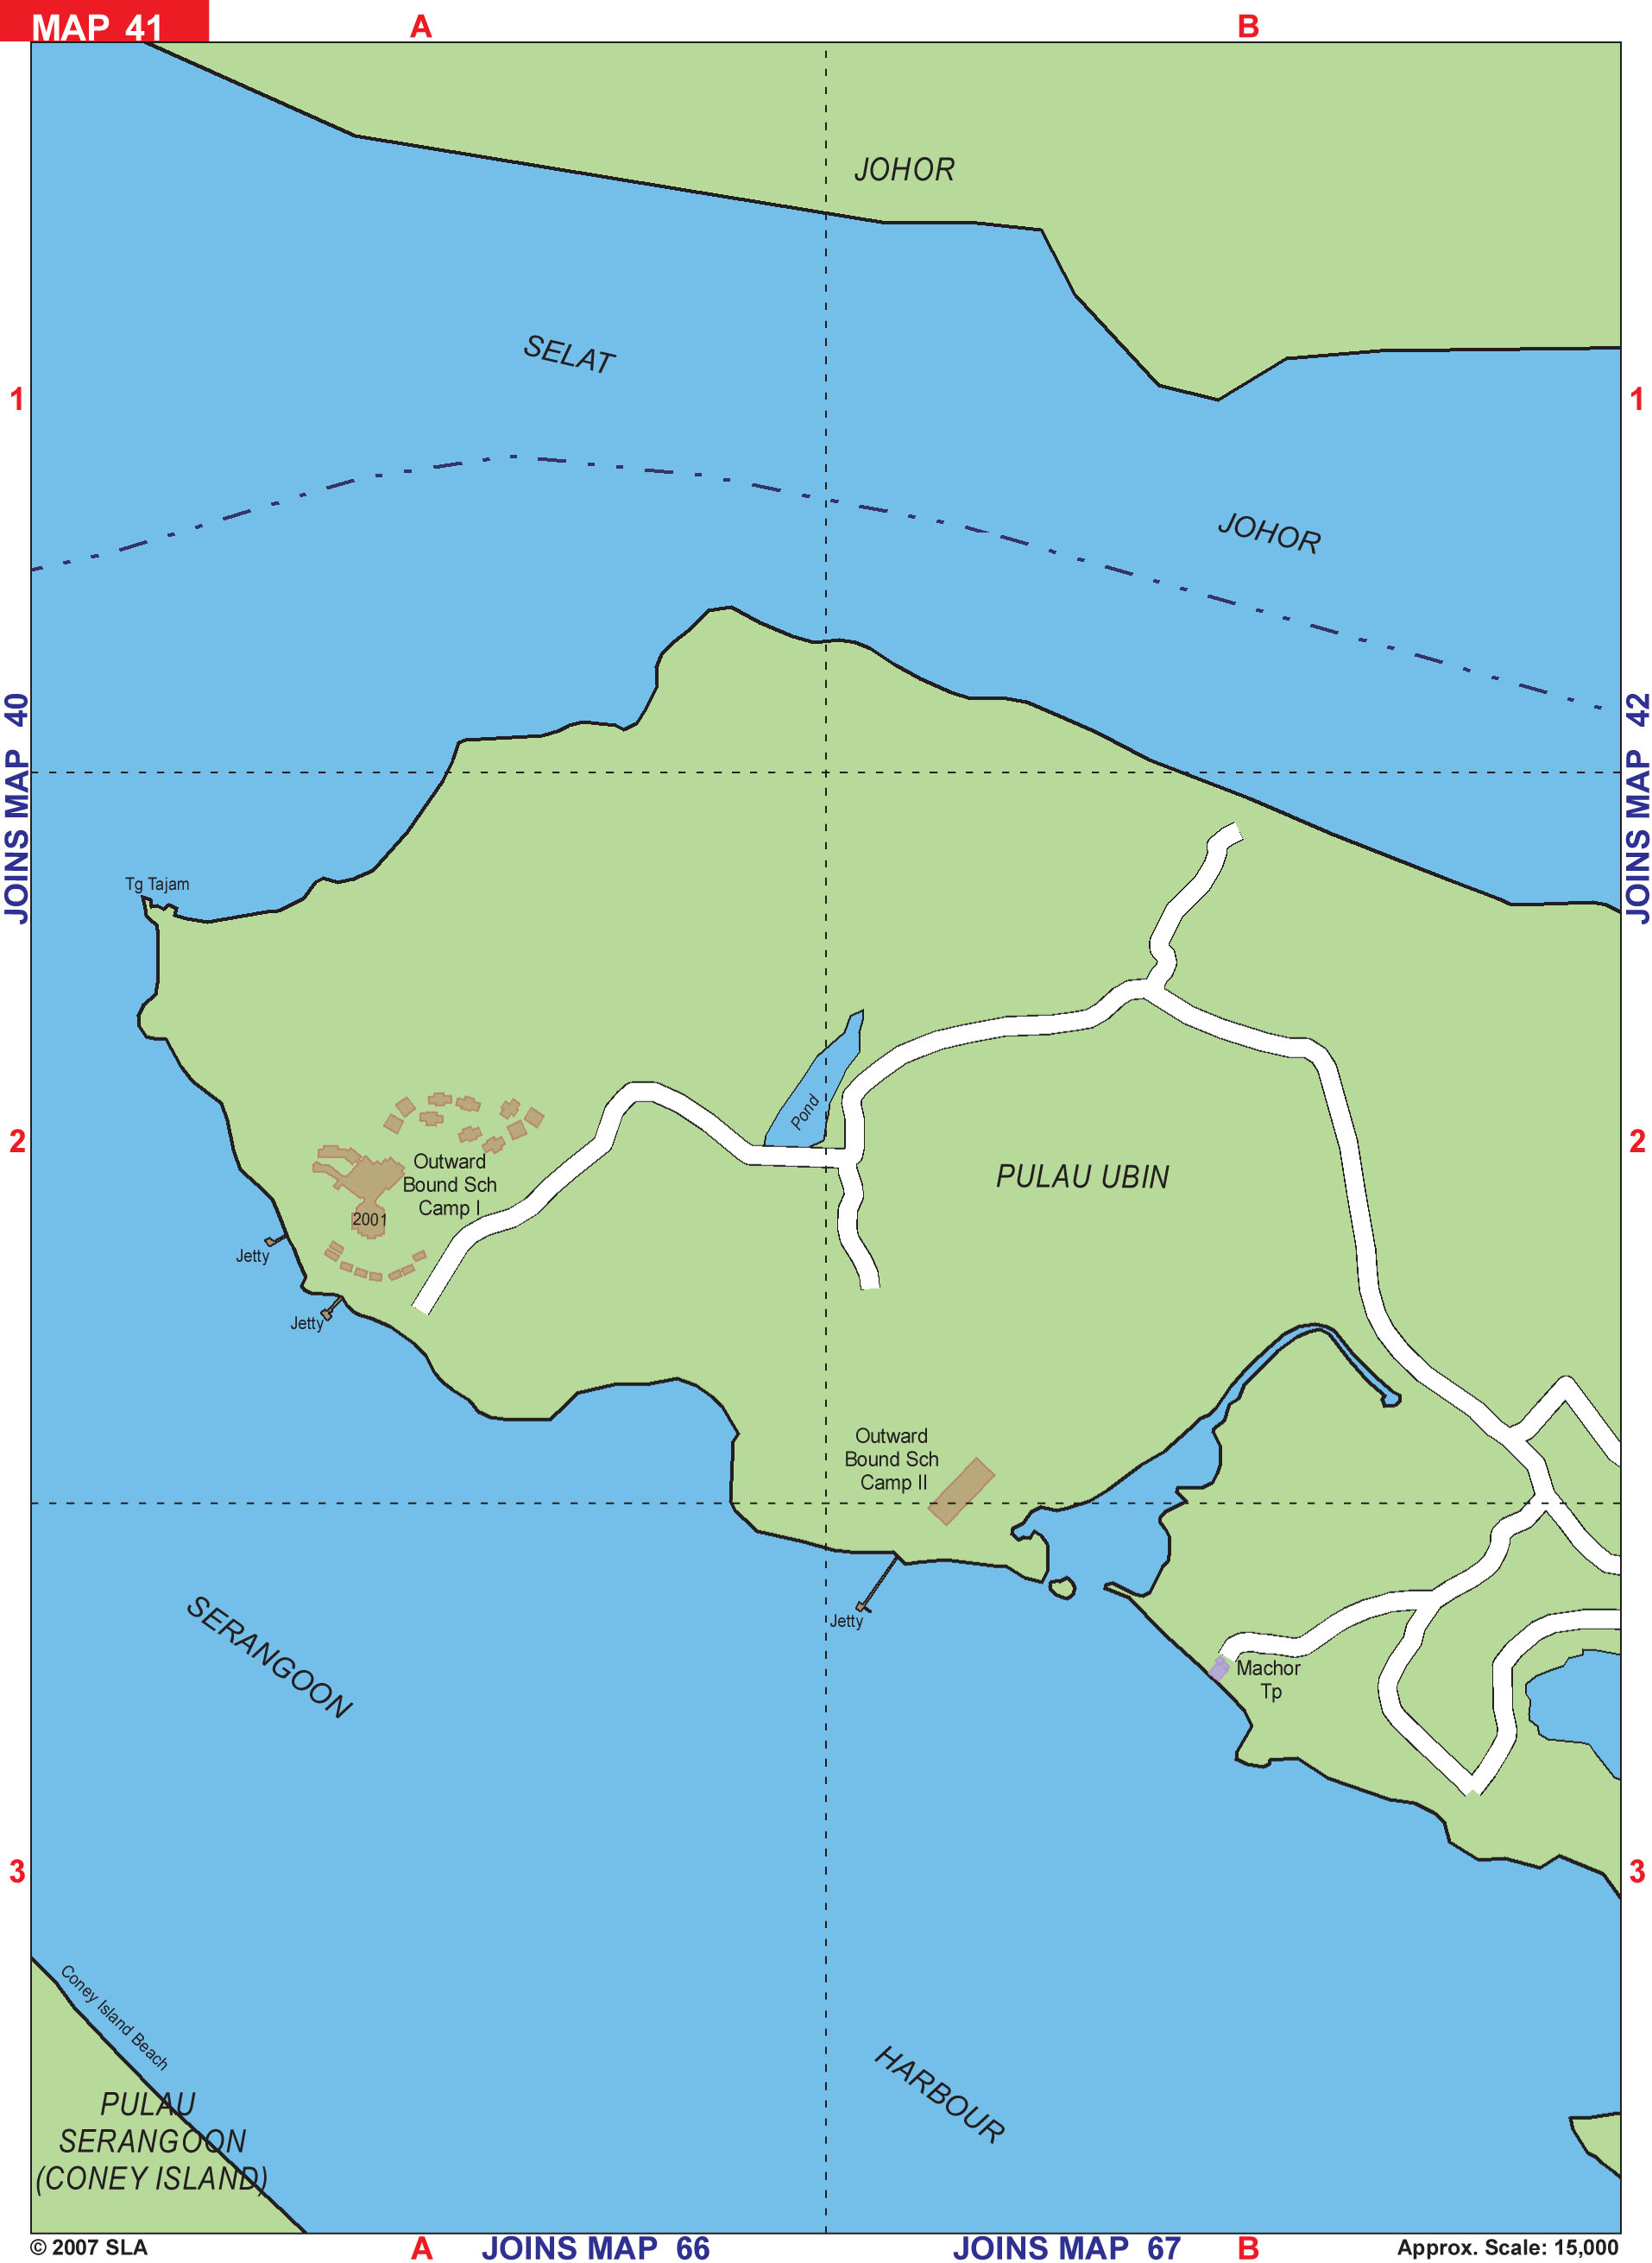 MAP 41
A
B
JOHOR
SELAT
1
1
JOHOR
JOINS MAP 40
JOINS MAP 42
Tg Tajam
Pond
2
2
Outward
Bound Sch
Camp I
PULAU UBIN
2001
Jetty
Jetty
Outward
Bound Sch
Camp II
SERANGOON
Jetty
Machor
Tp
3
3
Coney Island Beach
HARBOUR
PULAU
SERANGOON
(CONEY ISLAND)
© 2007 SLA
A
JOINS MAP 66
JOINS MAP 67
B
Approx. Scale: 15,000